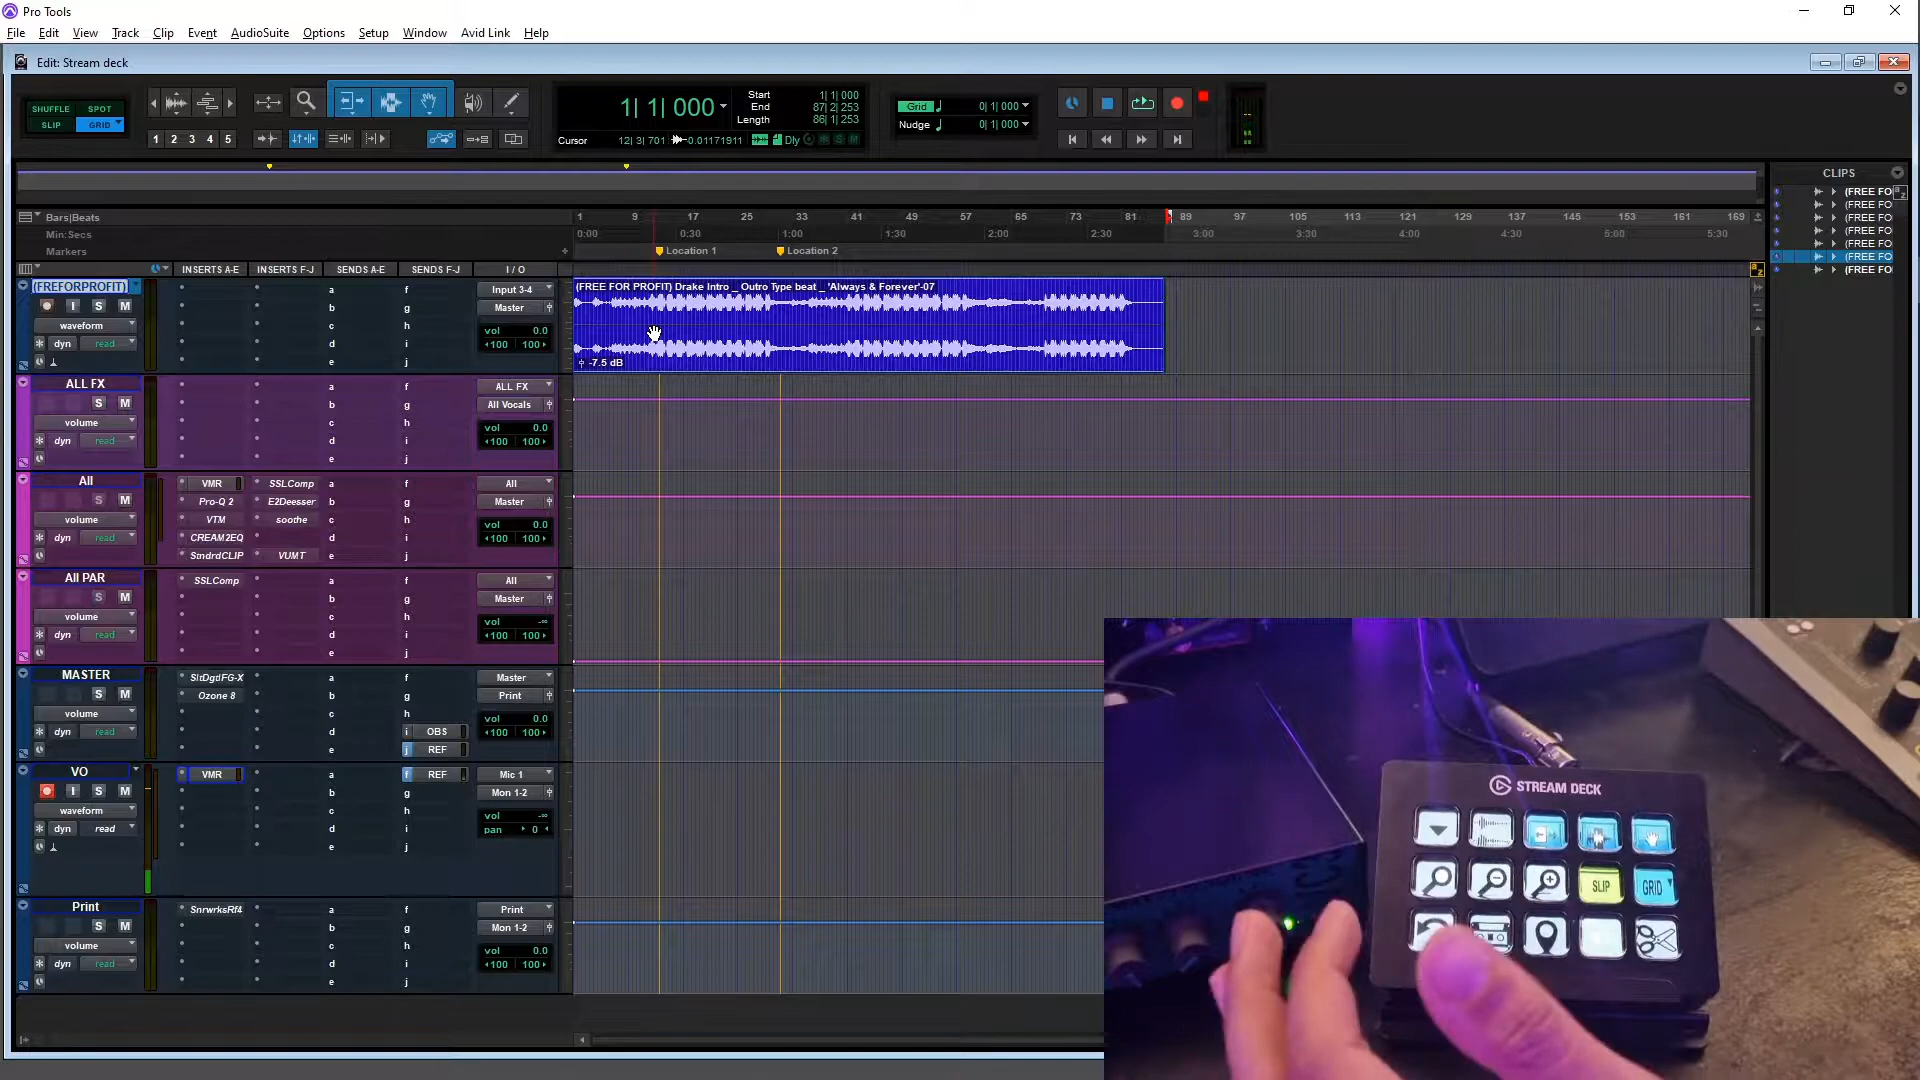 Pro Tools
File Edit View Track Clip Event AudioSuite Options Setup Window Avid Link Help
Edit: Stream deck
SHUFFLE SPOT
SLIP GRID
1 2 3 4 5
1| 1| 000
Start 1| 1| 000
End 87| 2| 253
Length 86| 1| 253
Cursor 12| 3| 701 -0.01171911 Dly S M
Grid 0| 1| 000
Nudge 0| 1| 000
CLIPS
(FREE FO
(FREE FO
(FREE FO
(FREE FO
(FREE FO
(FREE FO
(FREE FO
Bars|Beats 1 9 17 25 33 41 49 57 65 73 81 89 97 105 113 121 129 137 145 153 161 169
Min:Secs 0:00 0:30 1:00 1:30 2:00 2:30 3:00 3:30 4:00 4:30 5:00 5:30
Markers Location 1 Location 2
INSERTS A-E INSERTS F-J SENDS A-E SENDS F-J I / O
(FREFORPROFIT) a f Input 3-4
I b g Master
waveform c h
dyn read d i vol 0.0
e j 100 100
(FREE FOR PROFIT) Drake Intro _ Outro Type beat _ 'Always & Forever'-07
-7.5 dB
ALL FX a f ALL FX
S M b g All Vocals
volume c h vol 0.0
dyn read d i 100 100
e j
All VMR SSLComp a f All
S M Pro-Q 2 E2Deesser b g Master
volume VTM soothe c h vol 0.0
dyn read CREAM2EQ d i 100 100
StndrdCLIP VUMT e j
All PAR SSLComp a f All
S M b g Master
volume c h vol -∞
dyn read d i 100 100
e j
MASTER SltDgtlFG-X a f Master
S M Ozone 8 b g Print
volume c h vol 0.0
dyn read d i OBS 100 100
e j REF
VO VMR a f REF Mic 1
I S M b g Mon 1-2
waveform c h vol -∞
dyn read d i pan 0
e j
Print SnrwrksRf4 a f Print
S M b g Mon 1-2
volume c h vol 0.0
dyn read d i 100 100
e j
STREAM DECK
SLIP GRID